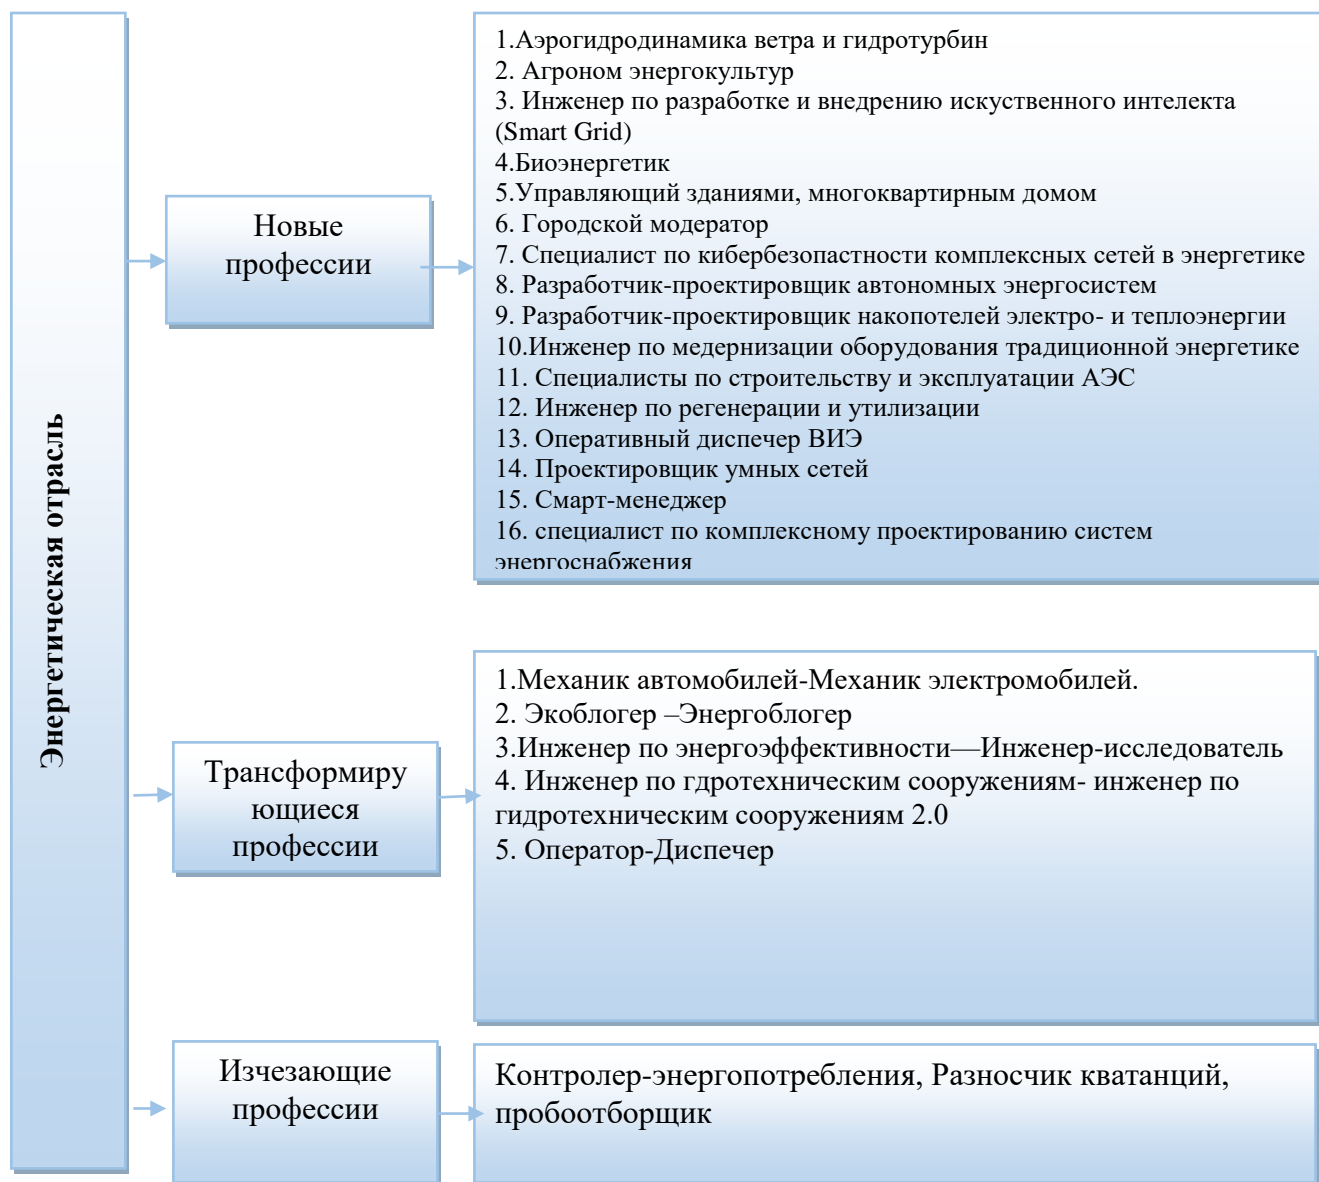 Энергетическая отрасль
Новые
профессии
1.Аэрогидродинамика ветра и гидротурбин
2. Агроном энергокультур
3. Инженер по разработке и внедрению искуственного интелекта
(Smart Grid)
4.Биоэнергетик
5.Управляющий зданиями, многоквартирным домом
6. Городской модератор
7. Специалист по кибербезопастности комплексных сетей в энергетике
8. Разработчик-проектировщик автономных энергосистем
9. Разработчик-проектировщик накопотелей электро- и теплоэнергии
10.Инженер по медернизации оборудования традиционной энергетике
11. Специалисты по строительству и эксплуатации АЭС
12. Инженер по регенерации и утилизации
13. Оперативный диспечер ВИЭ
14. Проектировщик умных сетей
15. Смарт-менеджер
16. специалист по комплексному проектированию систем
энергоснабжения
Трансформиру
ющиеся
профессии
1.Механик автомобилей-Механик электромобилей.
2. Экоблогер –Энергоблогер
3.Инженер по энергоэффективности—Инженер-исследователь
4. Инженер по гдротехническим сооружениям- инженер по
гидротехническим сооружениям 2.0
5. Оператор-Диспечер
Изчезающие
профессии
Контролер-энергопотребления, Разносчик кватанций,
пробоотборщик